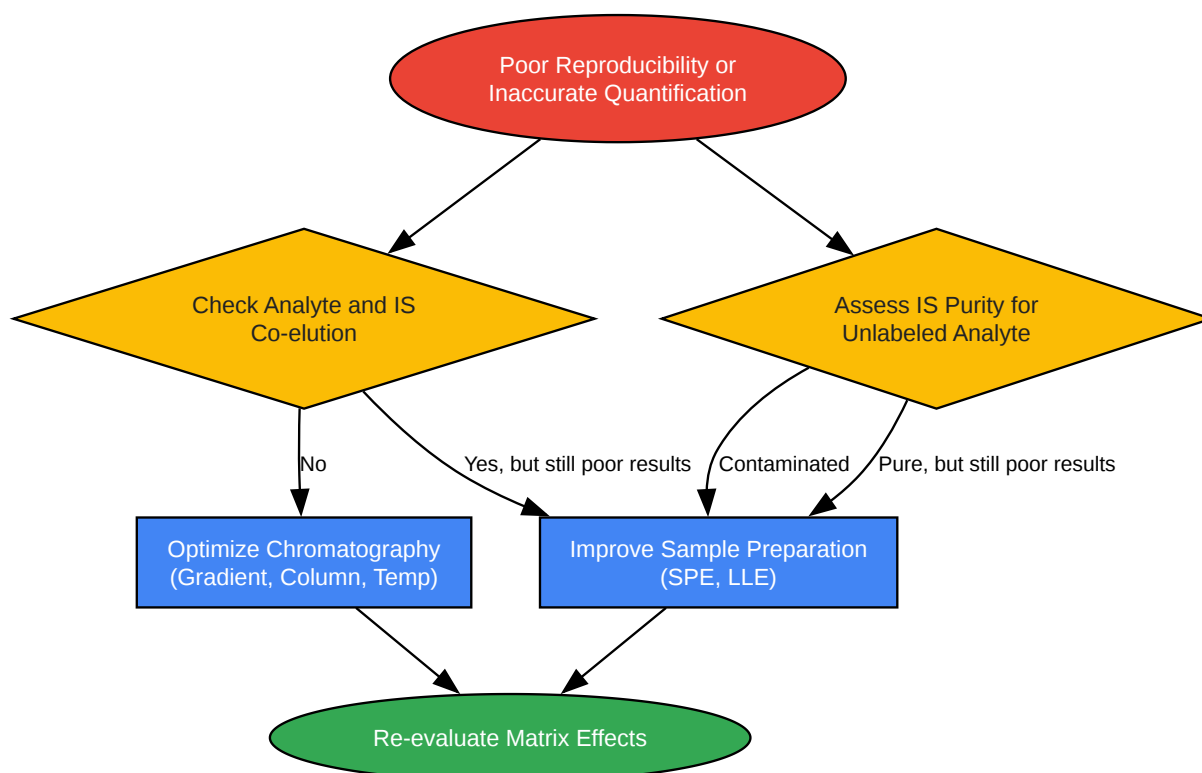 Poor Reproducibility or
Inaccurate Quantification
Check Analyte and IS
Co-elution
Assess IS Purity for
Unlabeled Analyte
No
Yes, but still poor results
Contaminated
Pure, but still poor results
Optimize Chromatography
(Gradient, Column, Temp)
Improve Sample Preparation
(SPE, LLE)
Re-evaluate Matrix Effects